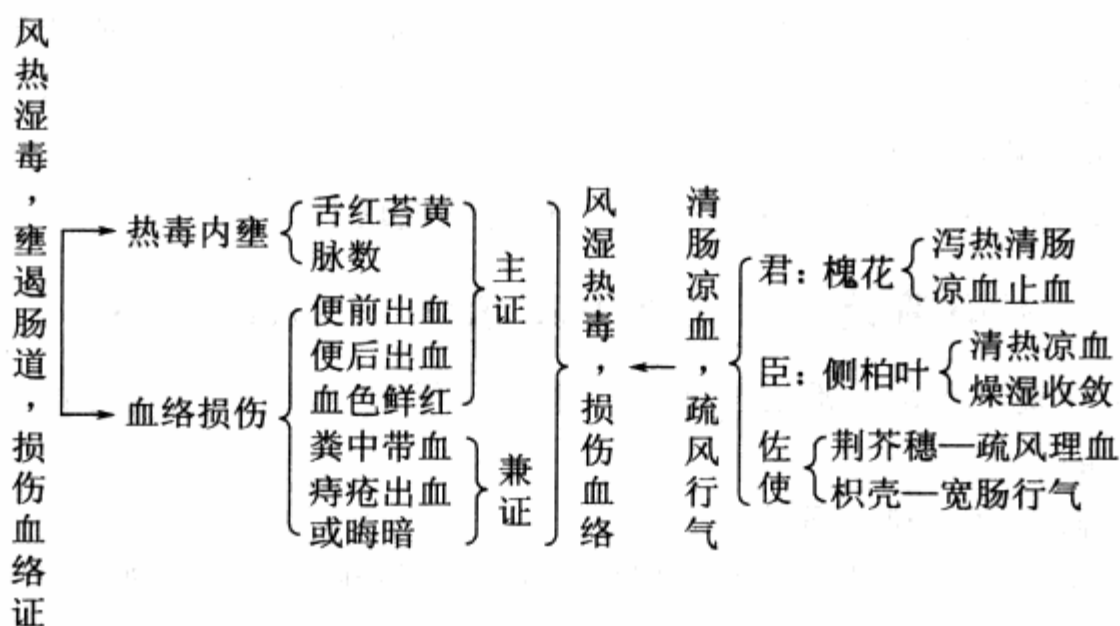 风热湿毒，壅遏肠道，损伤血络证
热毒内壅
舌红苔黄
脉数
血络损伤
便前出血
便后出血
血色鲜红
粪中带血
痔疮出血
或晦暗
主证
兼证
风湿热毒，损伤血络
清肠凉血，疏风行气
君：槐花
泻热清肠
凉血止血
臣：侧柏叶
清热凉血
燥湿收敛
佐使
荆芥穗—疏风理血
枳壳—宽肠行气